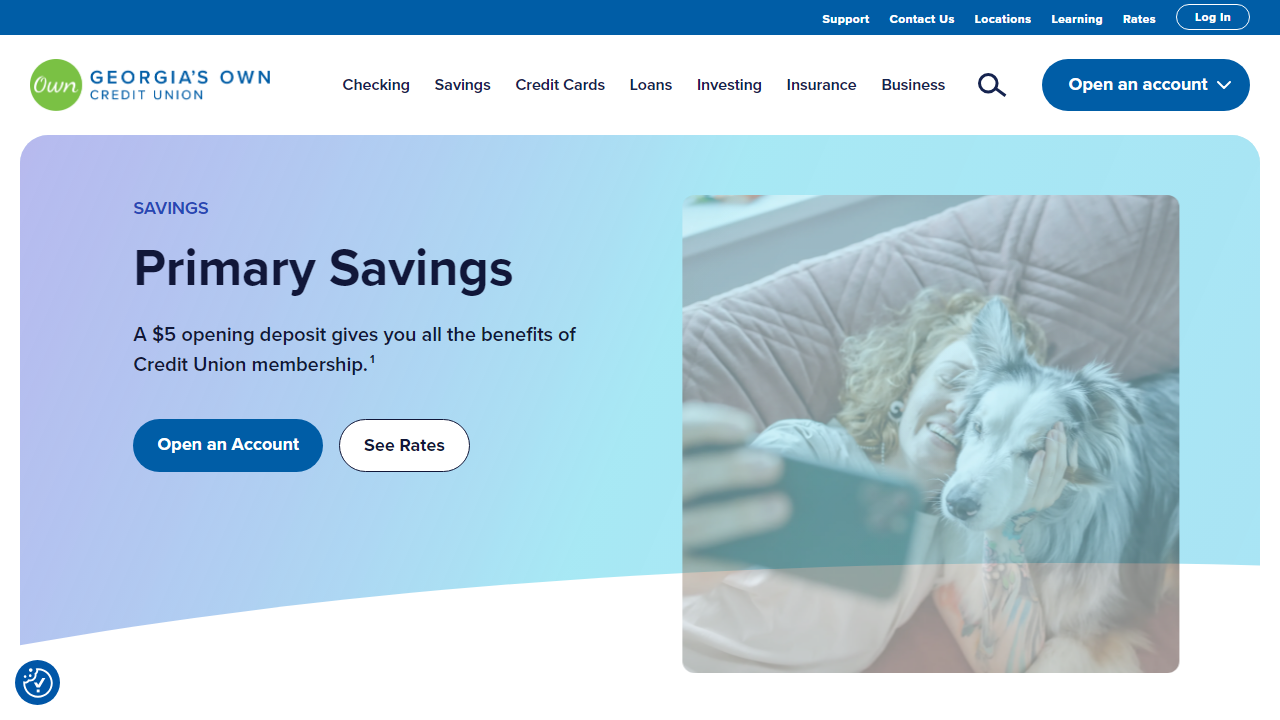 Support Contact Us Locations Learning Rates Log In
Own GEORGIA'S OWN
CREDIT UNION
Checking Savings Credit Cards Loans Investing Insurance Business Open an account
SAVINGS
Primary Savings
A $5 opening deposit gives you all the benefits of
Credit Union membership.¹
Open an Account See Rates